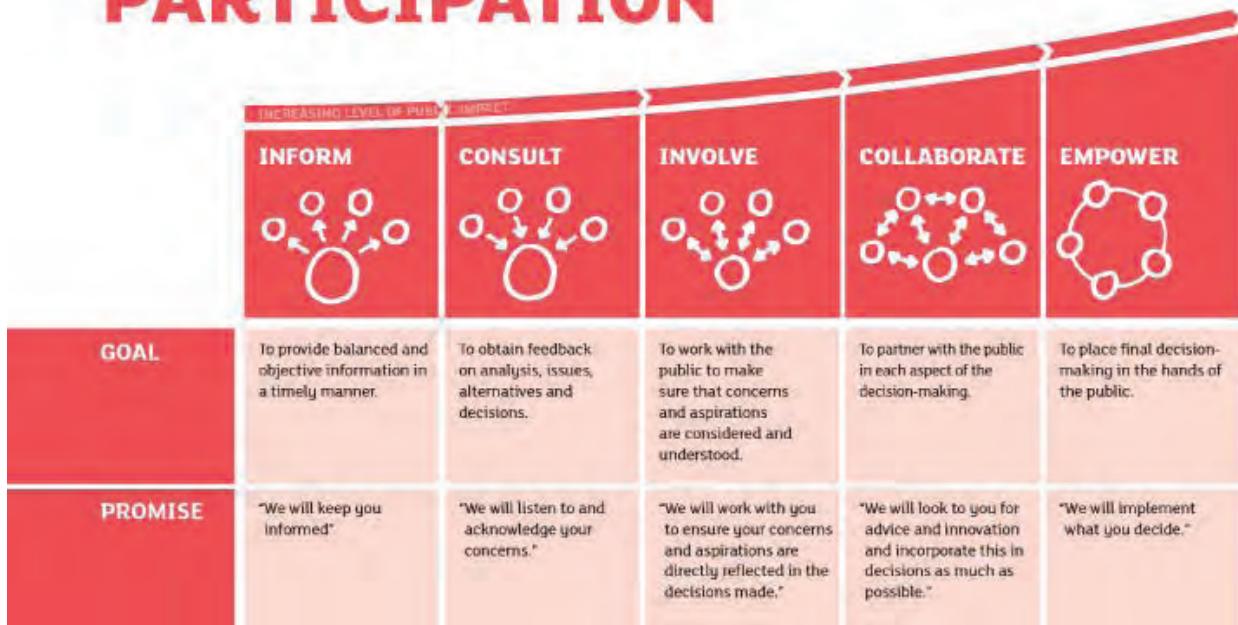 PARTICIPATION
INCREASING LEVEL OF PUBLIC IMPACT
INFORM
CONSULT
INVOLVE
COLLABORATE
EMPOWER
GOAL
To provide balanced and
objective information in
a timely manner.
To obtain feedback
on analysis, issues,
alternatives and
decisions.
To work with the
public to make
sure that concerns
and aspirations
are considered and
understood.
To partner with the public
in each aspect of the
decision-making.
To place final decision-
making in the hands of
the public.
PROMISE
"We will keep you
informed"
"We will listen to and
acknowledge your
concerns."
"We will work with you
to ensure your concerns
and aspirations are
directly reflected in the
decisions made."
"We will look to you for
advice and innovation
and incorporate this in
decisions as much as
possible."
"We will implement
what you decide."